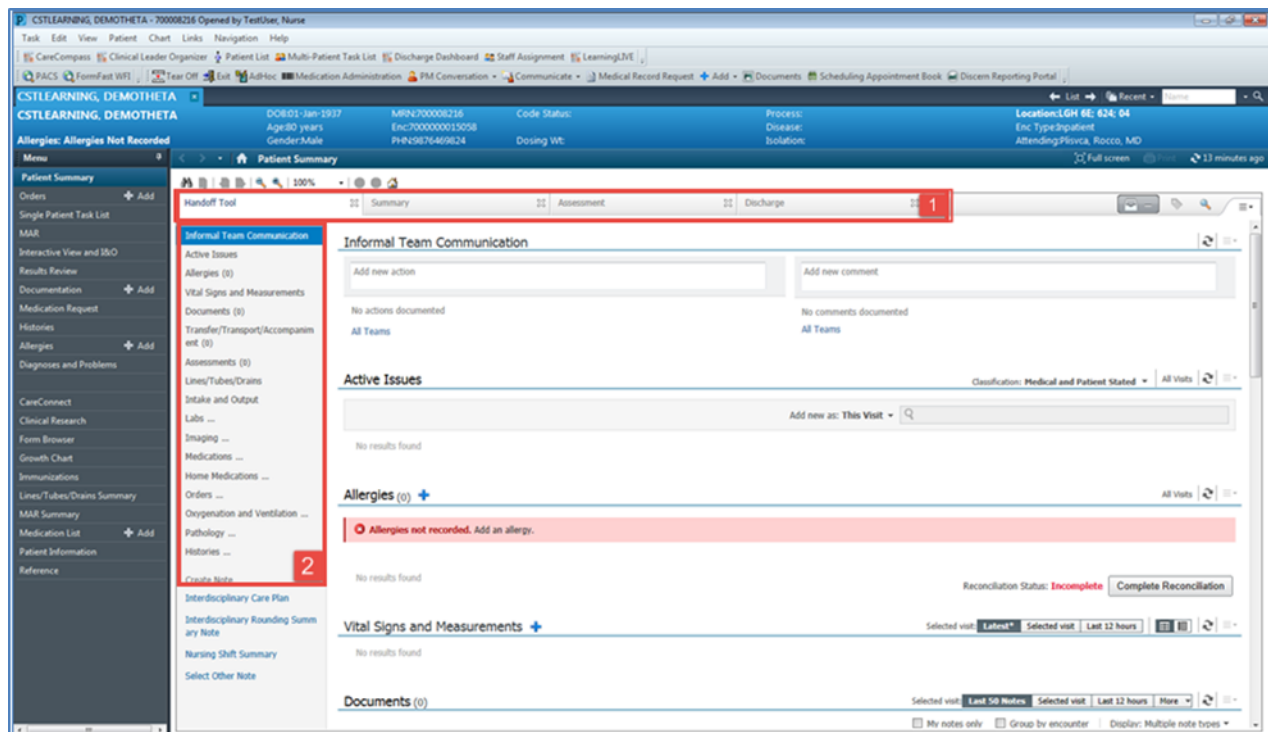 CSTLEARNING, DEMOTHETA - 700008216 Opened by TestUser, Nurse
Task Edit View Patient Chart Links Navigation Help
CareCompass Clinical Leader Organizer Patient List Multi-Patient Task List Discharge Dashboard Staff Assignment LearningLIVE
PACS FormFast WFI Tear Off Exit AdHoc Medication Administration PM Conversation Communicate Medical Record Request + Add Documents Scheduling Appointment Book Discern Reporting Portal
CSTLEARNING, DEMOTHETA List Recent Name
CSTLEARNING, DEMOTHETA DOB:01-Jan-1937 MRN:700008216 Code Status: Process: Location:LGH 6E; 624; 04
Age:80 years Enc:7000000015058 Disease: Enc Type:Inpatient
Allergies: Allergies Not Recorded Gender:Male PHN:9876469824 Dosing Wt: Isolation: Attending:Plisvca, Rocco, MD
Menu Patient Summary Full screen Print 13 minutes ago
Patient Summary
Orders + Add
Single Patient Task List
MAR
Interactive View and I&O
Results Review
Documentation + Add
Medication Request
Histories
Allergies + Add
Diagnoses and Problems
CareConnect
Clinical Research
Form Browser
Growth Chart
Immunizations
Lines/Tubes/Drains Summary
MAR Summary
Medication List + Add
Patient Information
Reference
100%
Handoff Tool Summary Assessment Discharge 1
Informal Team Communication
Active Issues
Allergies (0)
Vital Signs and Measurements
Documents (0)
Transfer/Transport/Accompanim
ent (0)
Assessments (0)
Lines/Tubes/Drains
Intake and Output
Labs ...
Imaging ...
Medications ...
Home Medications ...
Orders ...
Oxygenation and Ventilation ...
Pathology ...
Histories ...
2
Create Note
Interdisciplinary Care Plan
Interdisciplinary Rounding Summ
ary Note
Nursing Shift Summary
Select Other Note
Informal Team Communication
Add new action Add new comment
No actions documented No comments documented
All Teams All Teams
Active Issues Classification: Medical and Patient Stated All Visits
Add new as: This Visit
No results found
Allergies (0) + All Visits
Allergies not recorded. Add an allergy.
No results found
Reconciliation Status: Incomplete Complete Reconciliation
Vital Signs and Measurements + Selected visit: Latest* Selected visit Last 12 hours
No results found
Documents (0) Selected visit: Last 50 Notes Selected visit Last 12 hours More
My notes only Group by encounter Display: Multiple note types